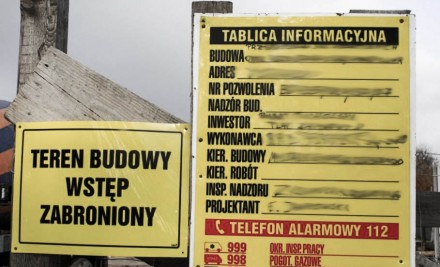 TEREN BUDOWY
WSTĘP
ZABRONIONY
TABLICA INFORMACYJNA
BUDOWA
ADRES
NR POZWOLENIA
NADZÓR BUD.
INWESTOR
WYKONAWCA
KIER. BUDOWY
KIER. ROBÓT
INSP. NADZORU
PROJEKTANT
TELEFON ALARMOWY 112
999 OKR. INSP. PRACY
998 POGOT. GAZOWE